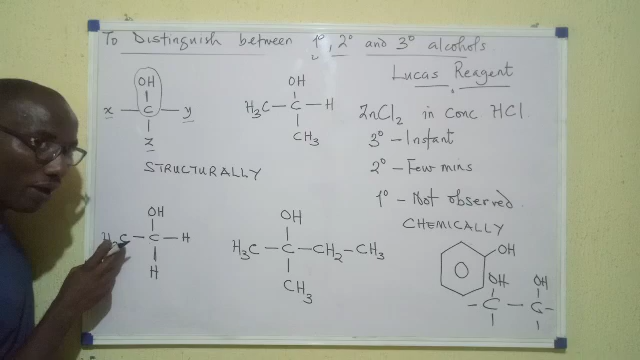 To Distinguish between 1°, 2° and 3° alcohols
Lucas Reagent
OH
x — C — y
z
STRUCTURALLY
OH
H3C — C — H
CH3
ZnCl2 in conc HCl
3° – Instant
2° – Few mins
1° – Not observed
CHEMICALLY
OH
H3C — C — H
H
OH
H3C — C — CH2 — CH3
CH3
OH
OH OH
– C — C –